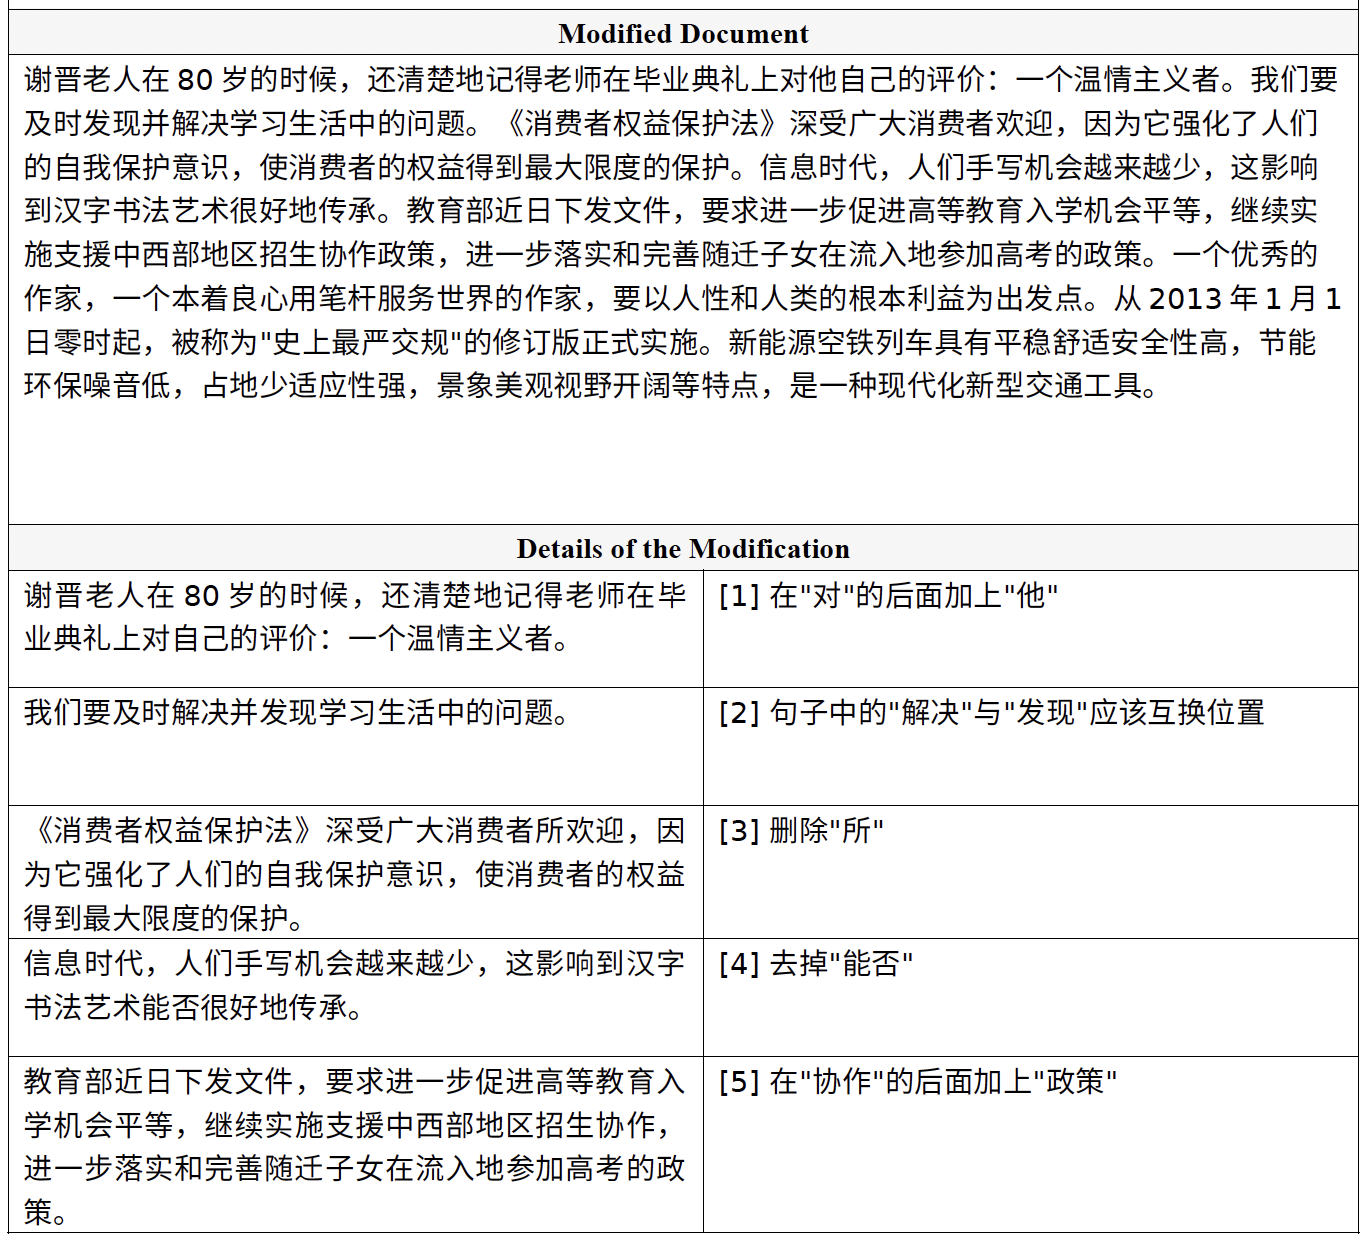 Modified Document
谢晋老人在 80 岁的时候，还清楚地记得老师在毕业典礼上对他自己的评价：一个温情主义者。我们要
及时发现并解决学习生活中的问题。《消费者权益保护法》深受广大消费者欢迎，因为它强化了人们
的自我保护意识，使消费者的权益得到最大限度的保护。信息时代，人们手写机会越来越少，这影响
到汉字书法艺术很好地传承。教育部近日下发文件，要求进一步促进高等教育入学机会平等，继续实
施支援中西部地区招生协作政策，进一步落实和完善随迁子女在流入地参加高考的政策。一个优秀的
作家，一个本着良心用笔杆服务世界的作家，要以人性和人类的根本利益为出发点。从 2013 年 1 月 1
日零时起，被称为"史上最严交规"的修订版正式实施。新能源空铁列车具有平稳舒适安全性高，节能
环保噪音低，占地少适应性强，景象美观视野开阔等特点，是一种现代化新型交通工具。
Details of the Modification
谢晋老人在 80 岁的时候，还清楚地记得老师在毕
业典礼上对自己的评价：一个温情主义者。
[1] 在"对"的后面加上"他"
我们要及时解决并发现学习生活中的问题。
[2] 句子中的"解决"与"发现"应该互换位置
《消费者权益保护法》深受广大消费者所欢迎，因
为它强化了人们的自我保护意识，使消费者的权益
得到最大限度的保护。
[3] 删除"所"
信息时代，人们手写机会越来越少，这影响到汉字
书法艺术能否很好地传承。
[4] 去掉"能否"
教育部近日下发文件，要求进一步促进高等教育入
学机会平等，继续实施支援中西部地区招生协作，
进一步落实和完善随迁子女在流入地参加高考的政
策。
[5] 在"协作"的后面加上"政策"